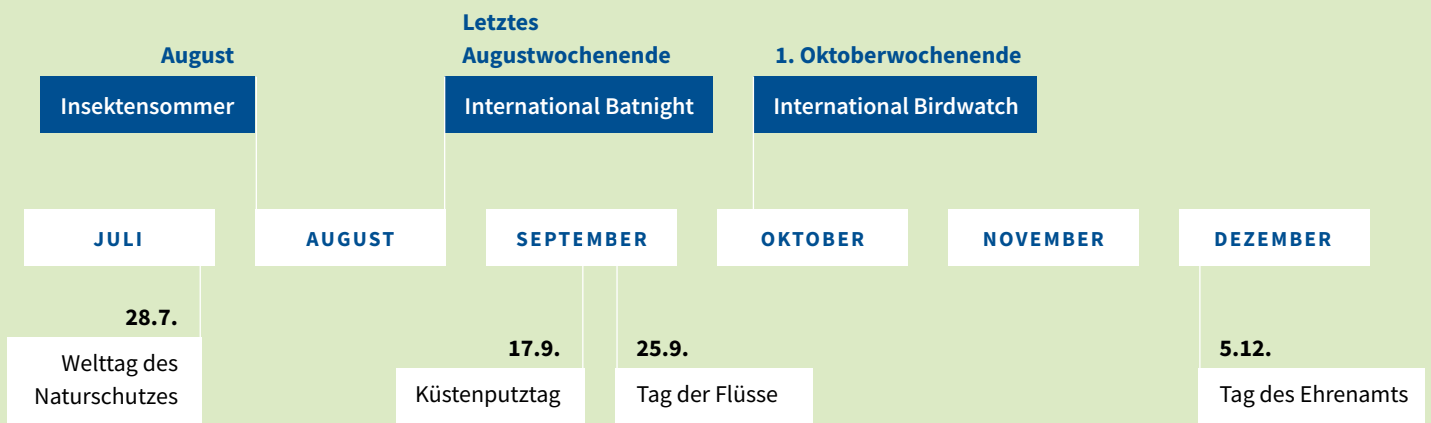 August
Insektensommer
Letztes
Augustwochenende
International Batnight
1. Oktoberwochenende
International Birdwatch
JULI
AUGUST
SEPTEMBER
OKTOBER
NOVEMBER
DEZEMBER
28.7.
Welttag des
Naturschutzes
17.9.
Küstenputztag
25.9.
Tag der Flüsse
5.12.
Tag des Ehrenamts